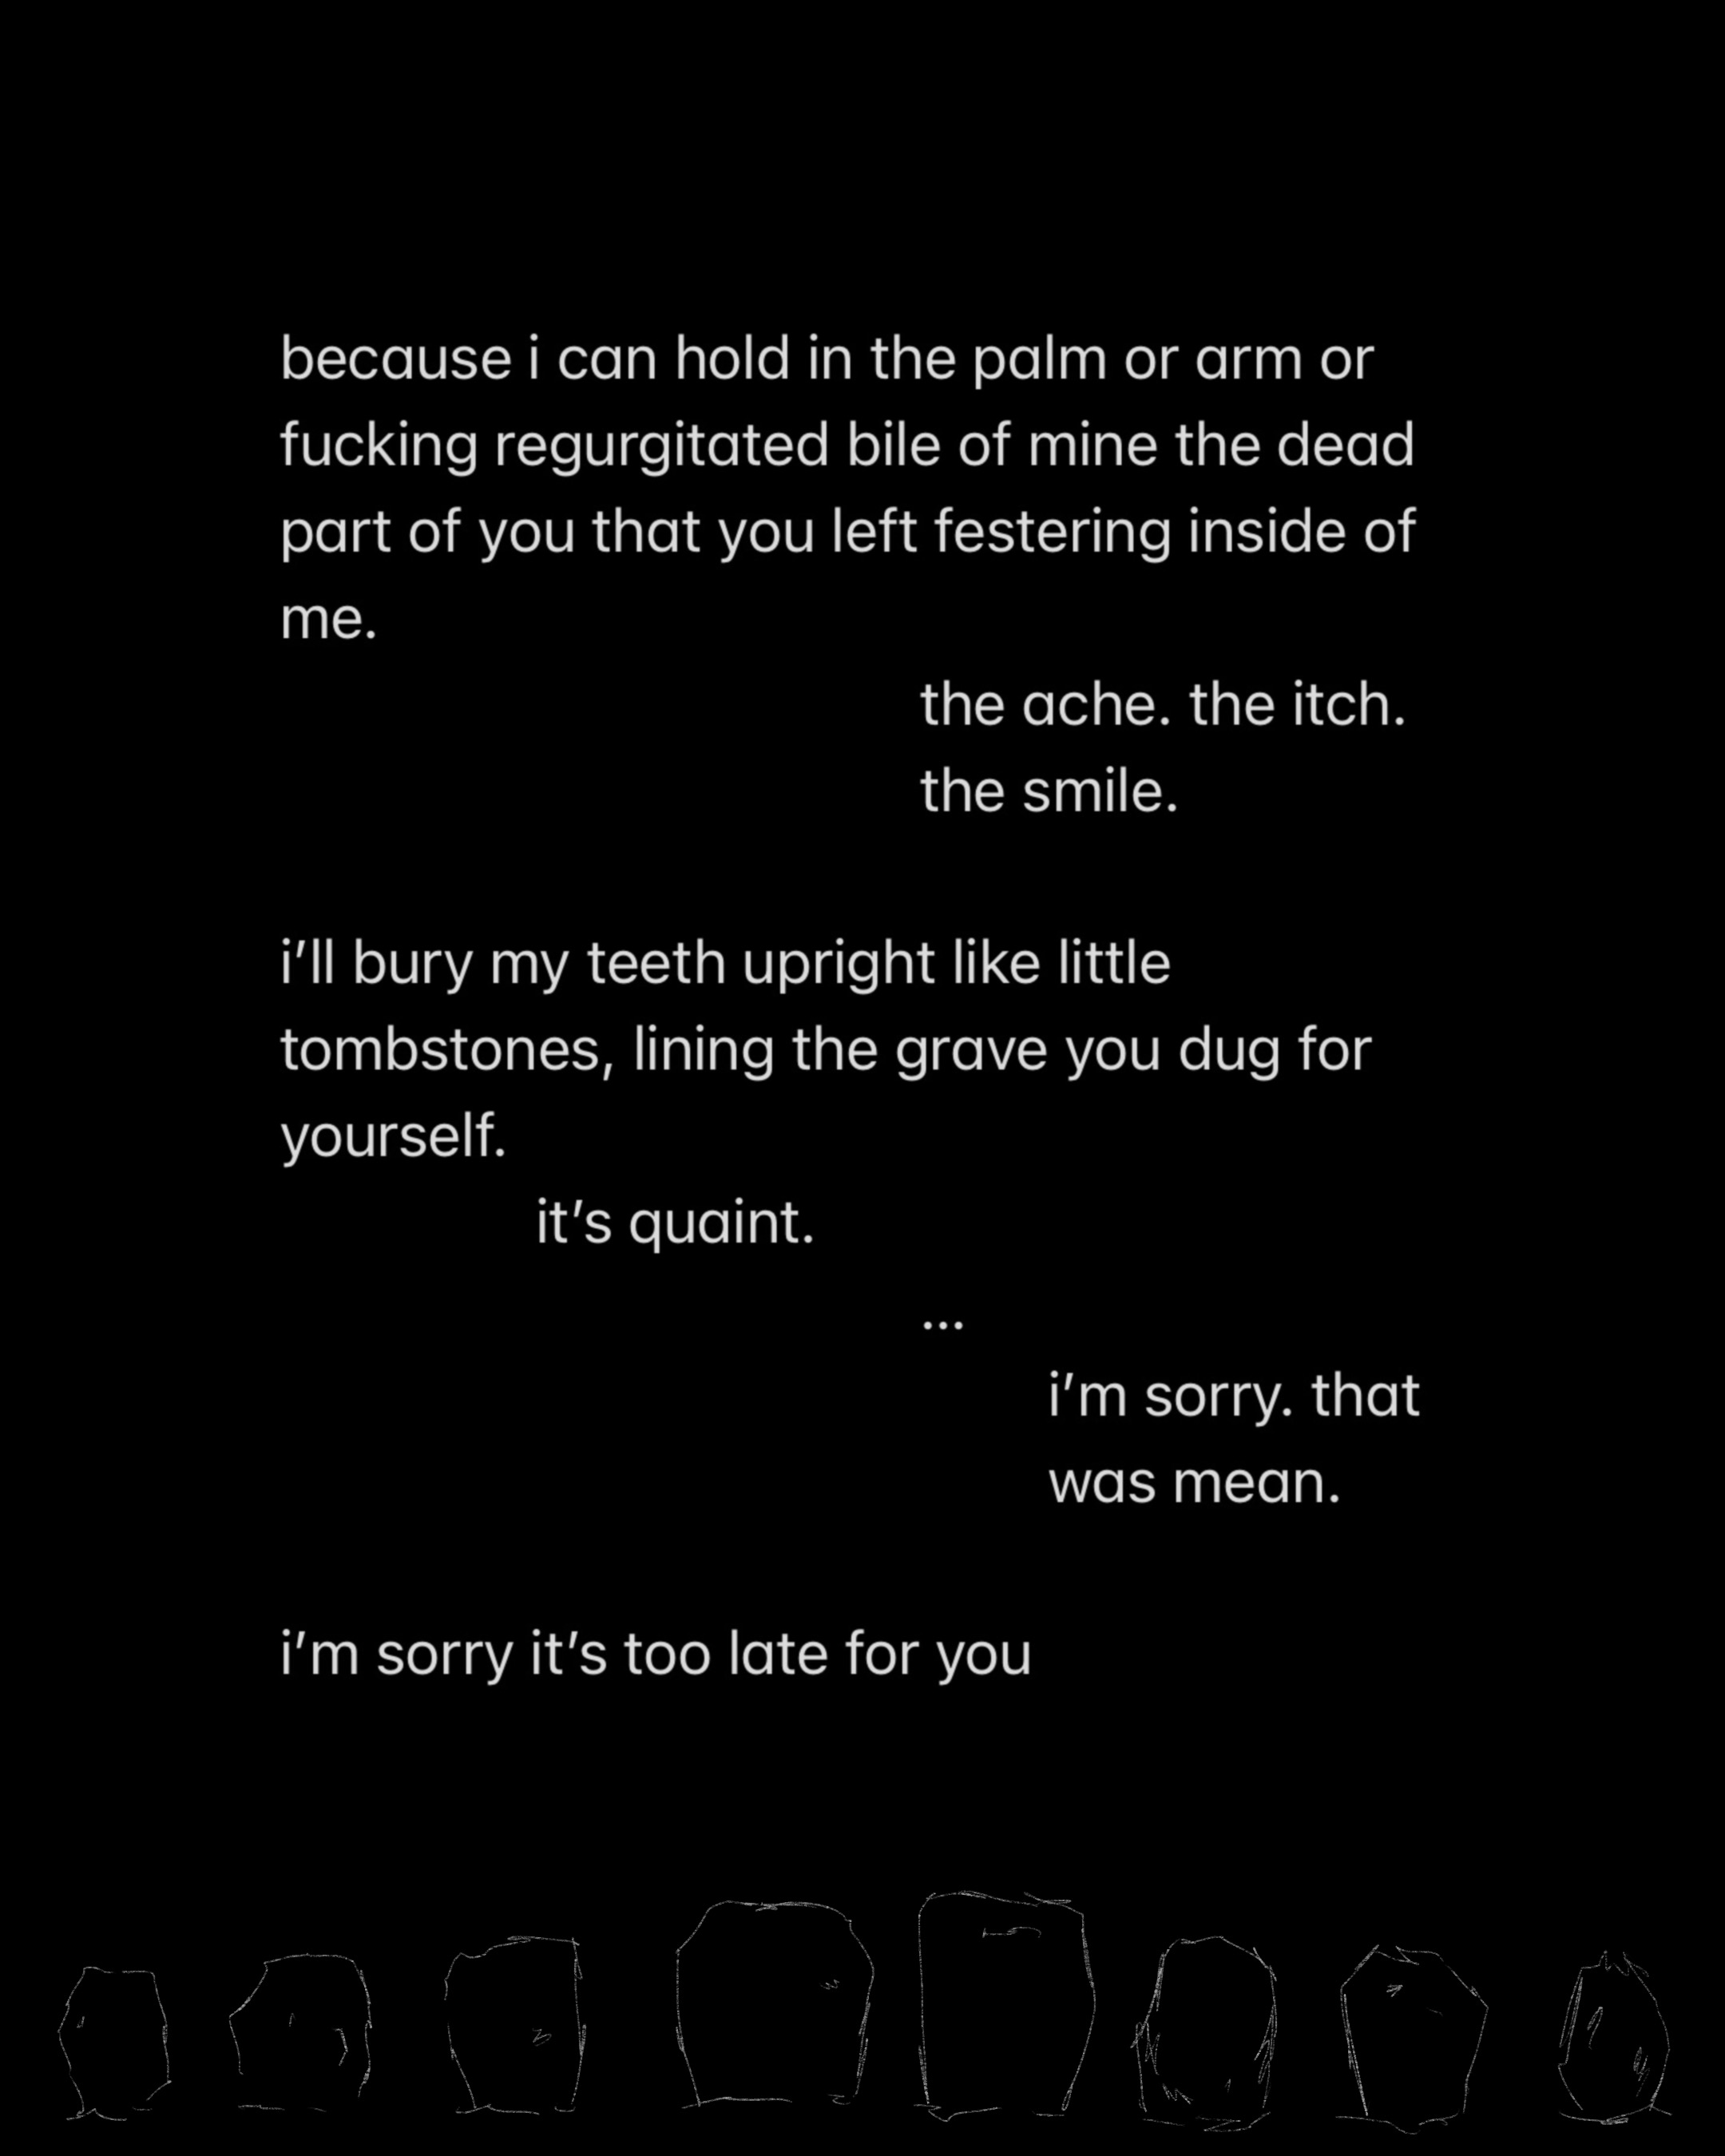 because i can hold in the palm or arm or
fucking regurgitated bile of mine the dead
part of you that you left festering inside of
me.
the ache. the itch.
the smile.
i’ll bury my teeth upright like little
tombstones, lining the grave you dug for
yourself.
it’s quaint.
...
i’m sorry. that
was mean.
i’m sorry it’s too late for you